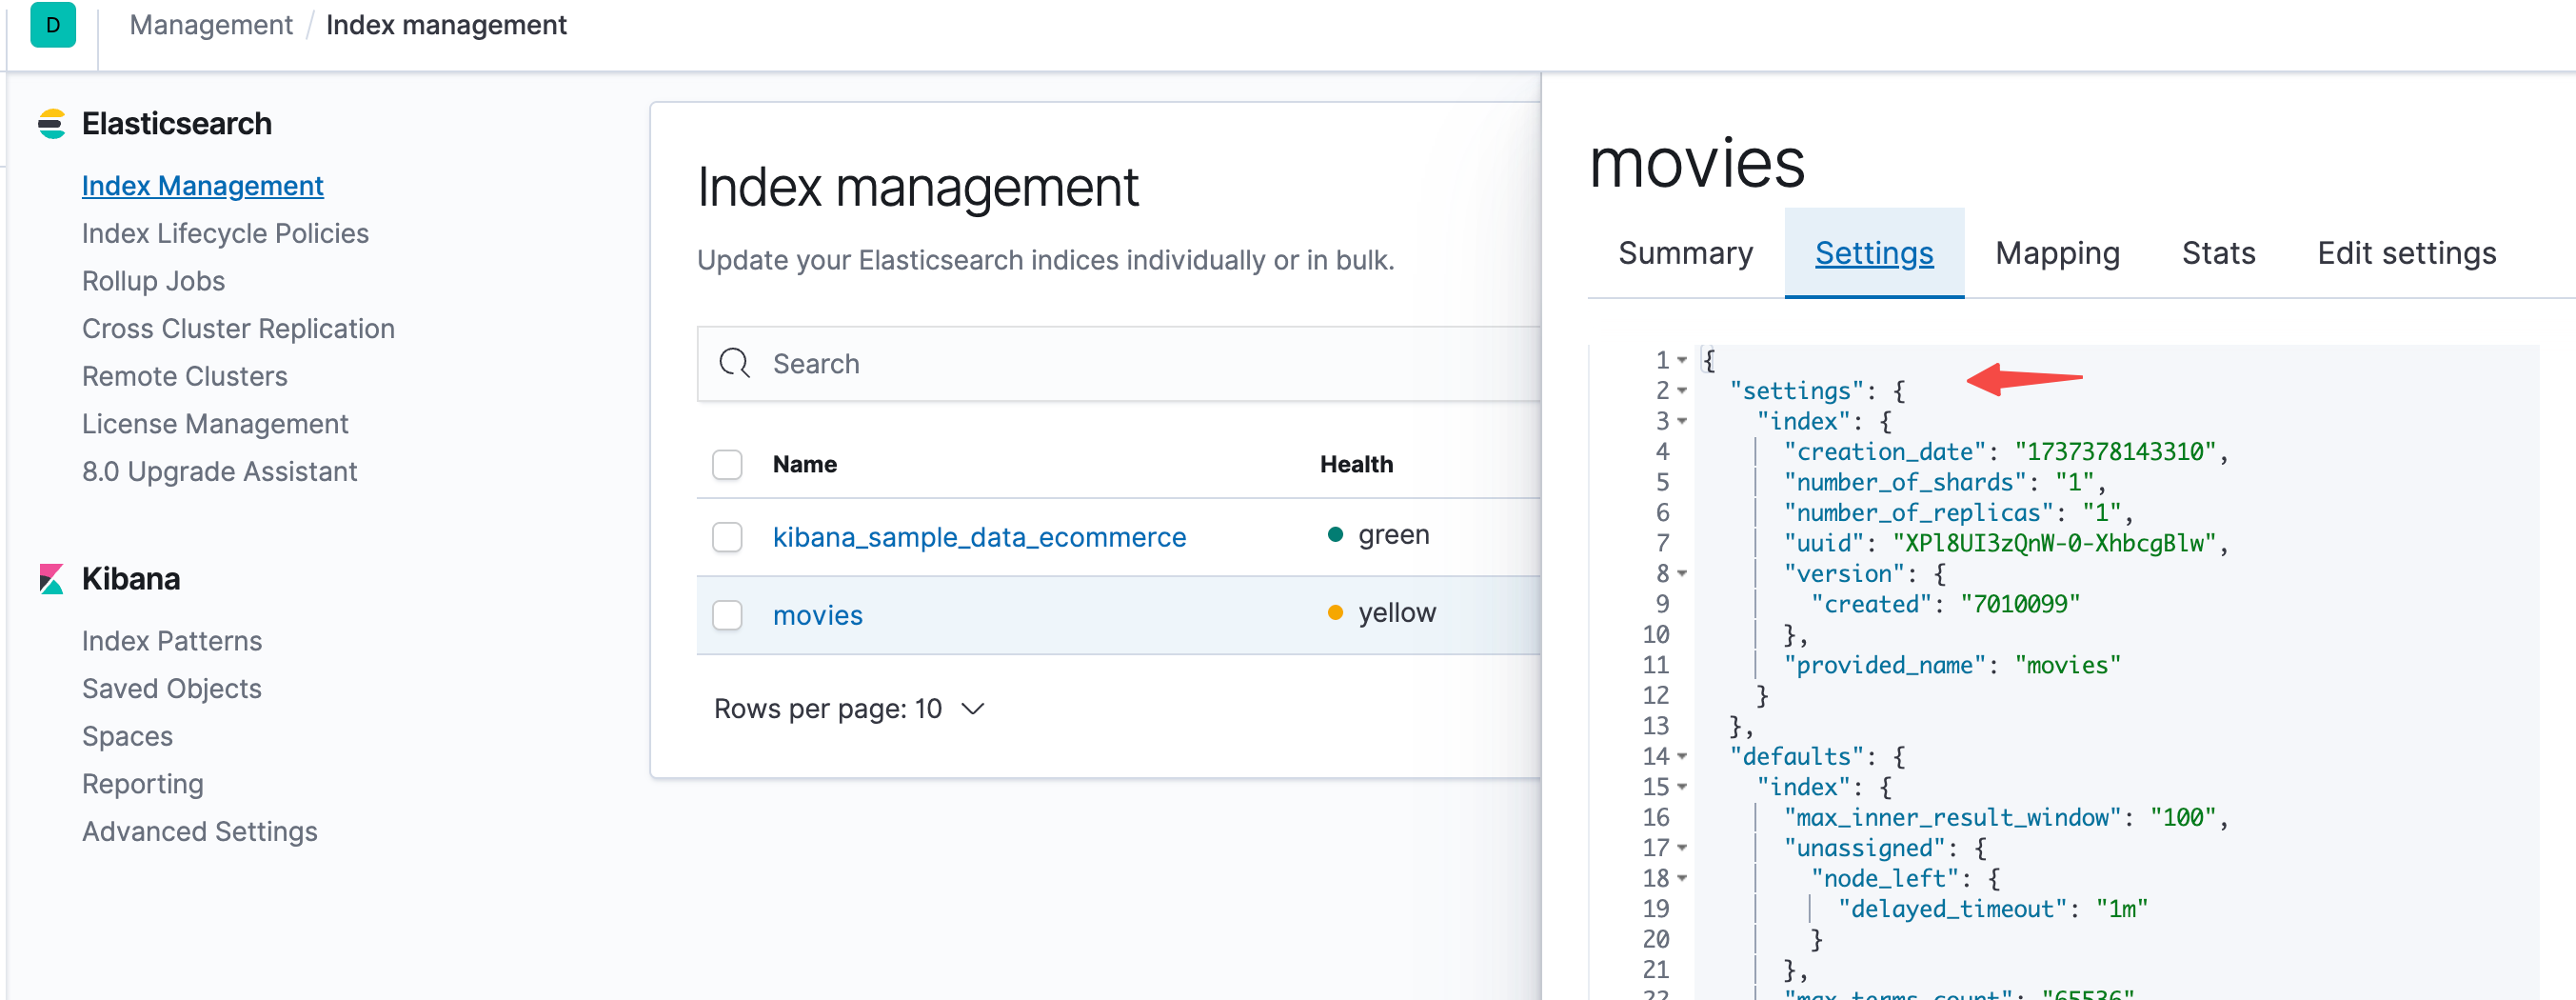 D
Management / Index management
Elasticsearch
Index Management
Index Lifecycle Policies
Rollup Jobs
Cross Cluster Replication
Remote Clusters
License Management
8.0 Upgrade Assistant
Kibana
Index Patterns
Saved Objects
Spaces
Reporting
Advanced Settings
Index management
Update your Elasticsearch indices individually or in bulk.
Search
Name Health
kibana_sample_data_ecommerce green
movies yellow
Rows per page: 10
movies
Summary Settings Mapping Stats Edit settings
1 {
2 "settings": {
3 "index": {
4 "creation_date": "1737378143310",
5 "number_of_shards": "1",
6 "number_of_replicas": "1",
7 "uuid": "XPl8UI3zQnW-0-XhbcgBlw",
8 "version": {
9 "created": "7010099"
10 },
11 "provided_name": "movies"
12 }
13 },
14 "defaults": {
15 "index": {
16 "max_inner_result_window": "100",
17 "unassigned": {
18 "node_left": {
19 "delayed_timeout": "1m"
20 }
21 },
22 "max_terms_count": "65536"